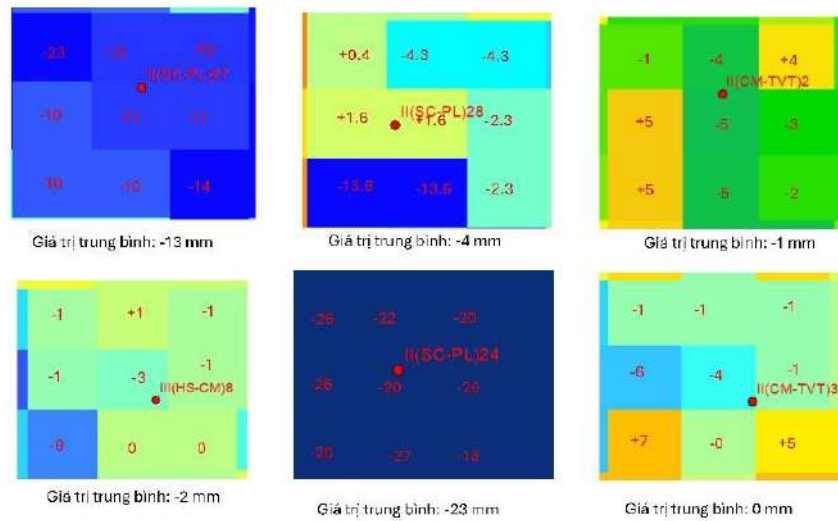 -23 -12
II(SC-PL)27
-10
-10 -10 -14
Giá trị trung bình: -13 mm
+0.4 -4.3 -4.3
II(SC-PL)28
+1.6 +1.6 -2.3
-13.6 -13.6 -2.3
Giá trị trung bình: -4 mm
-1 -4 +4
II(CM-TVT)2
+5 -5 -3
+5 -5 -2
Giá trị trung bình: -1 mm
-1 +1 -1
-1 -3 -1
III(HS-CM)8
0 0
Giá trị trung bình: -2 mm
-26 -22 -20
II(SC-PL)24
-26 -20 -20
-26 -27 -18
Giá trị trung bình: -23 mm
-1 -1 -1
-6 -4 -1
II(CM-TVT)3
+7 -0 +5
Giá trị trung bình: 0 mm